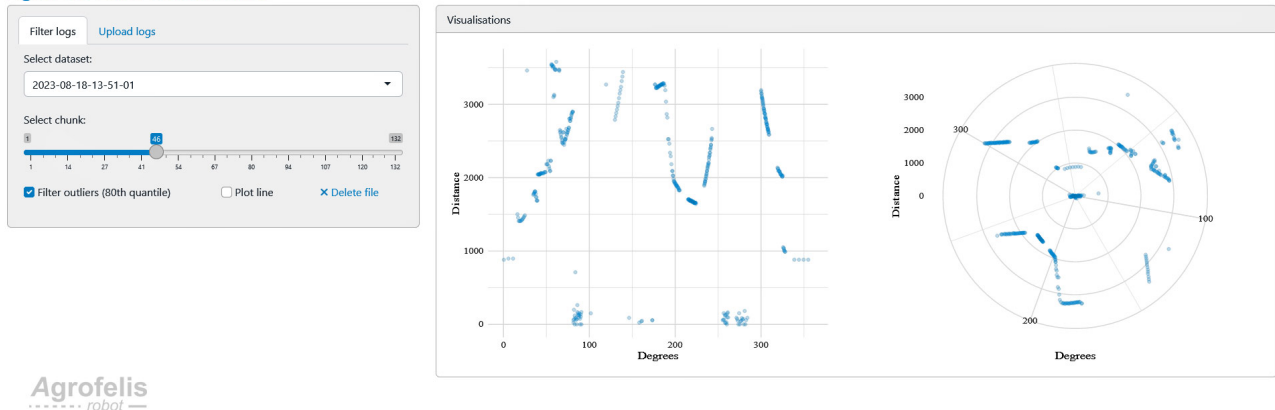 Filter logs
Upload logs
Select dataset:
2023-08-18-13-51-01
Select chunk:
1
46
132
1 14 27 41 54 67 80 94 107 120 132
Filter outliers (80th quantile)
Plot line
× Delete file
Visualisations
3000
2000
1000
0
Distance
0 100 200 300
Degrees
3000
2000
1000
0
Distance
300
100
200
Degrees
Agrofelis
robot